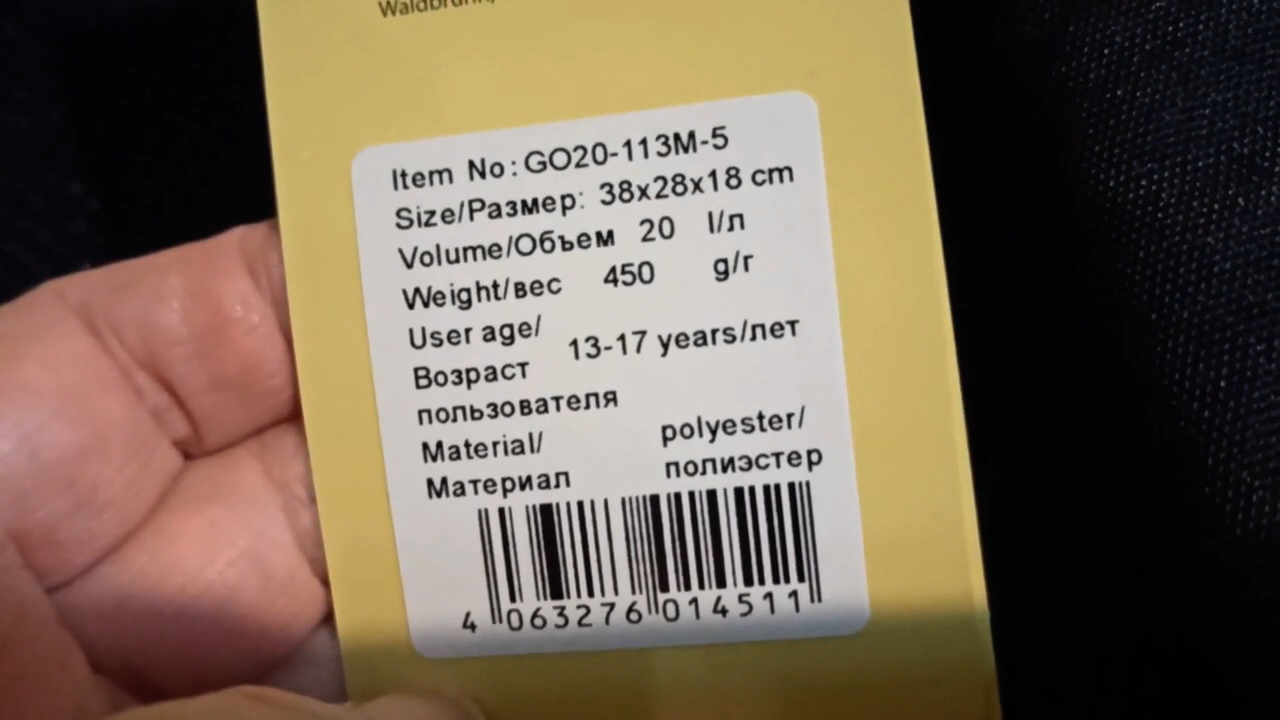 Waldbrunn,
Item No: GO20-113M-5
Size/Размер: 38x28x18 cm
Volume/Объем 20 l/л
Weight/вес 450 g/г
User age/
Возраст 13-17 years/лет
пользователя
Material/ polyester/
Материал полиэстер
4 063276 014511